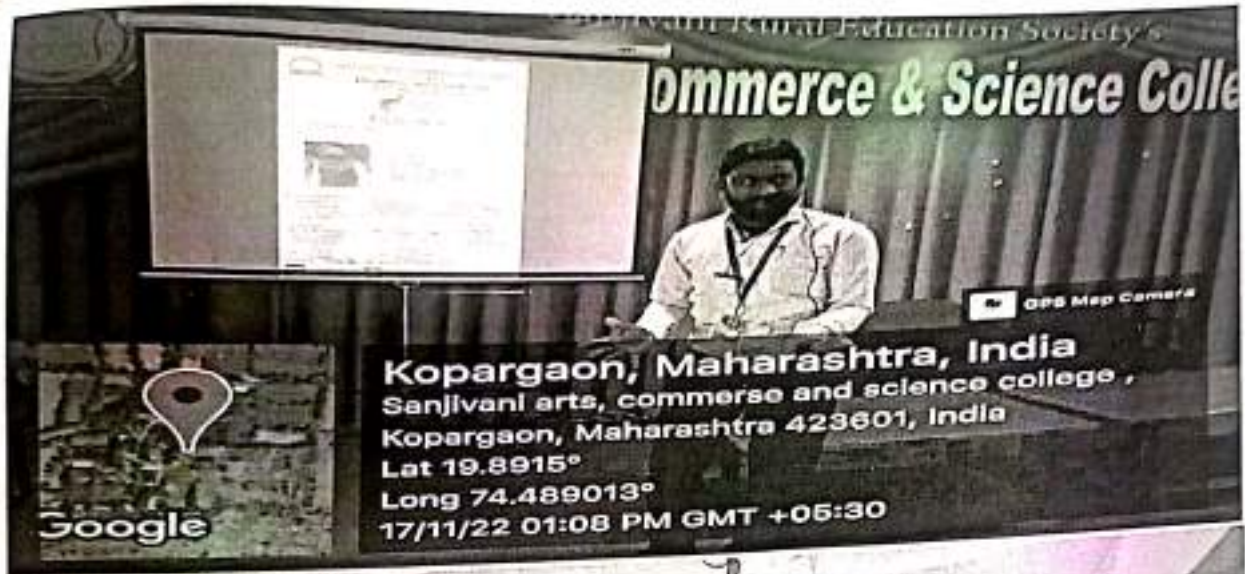 Rural Education Society's
ommerce & Science Colle
GPS Map Camera
Kopargaon, Maharashtra, India
Sanjivani arts, commerse and science college ,
Kopargaon, Maharashtra 423601, India
Lat 19.8915°
Long 74.489013°
17/11/22 01:08 PM GMT +05:30
Google